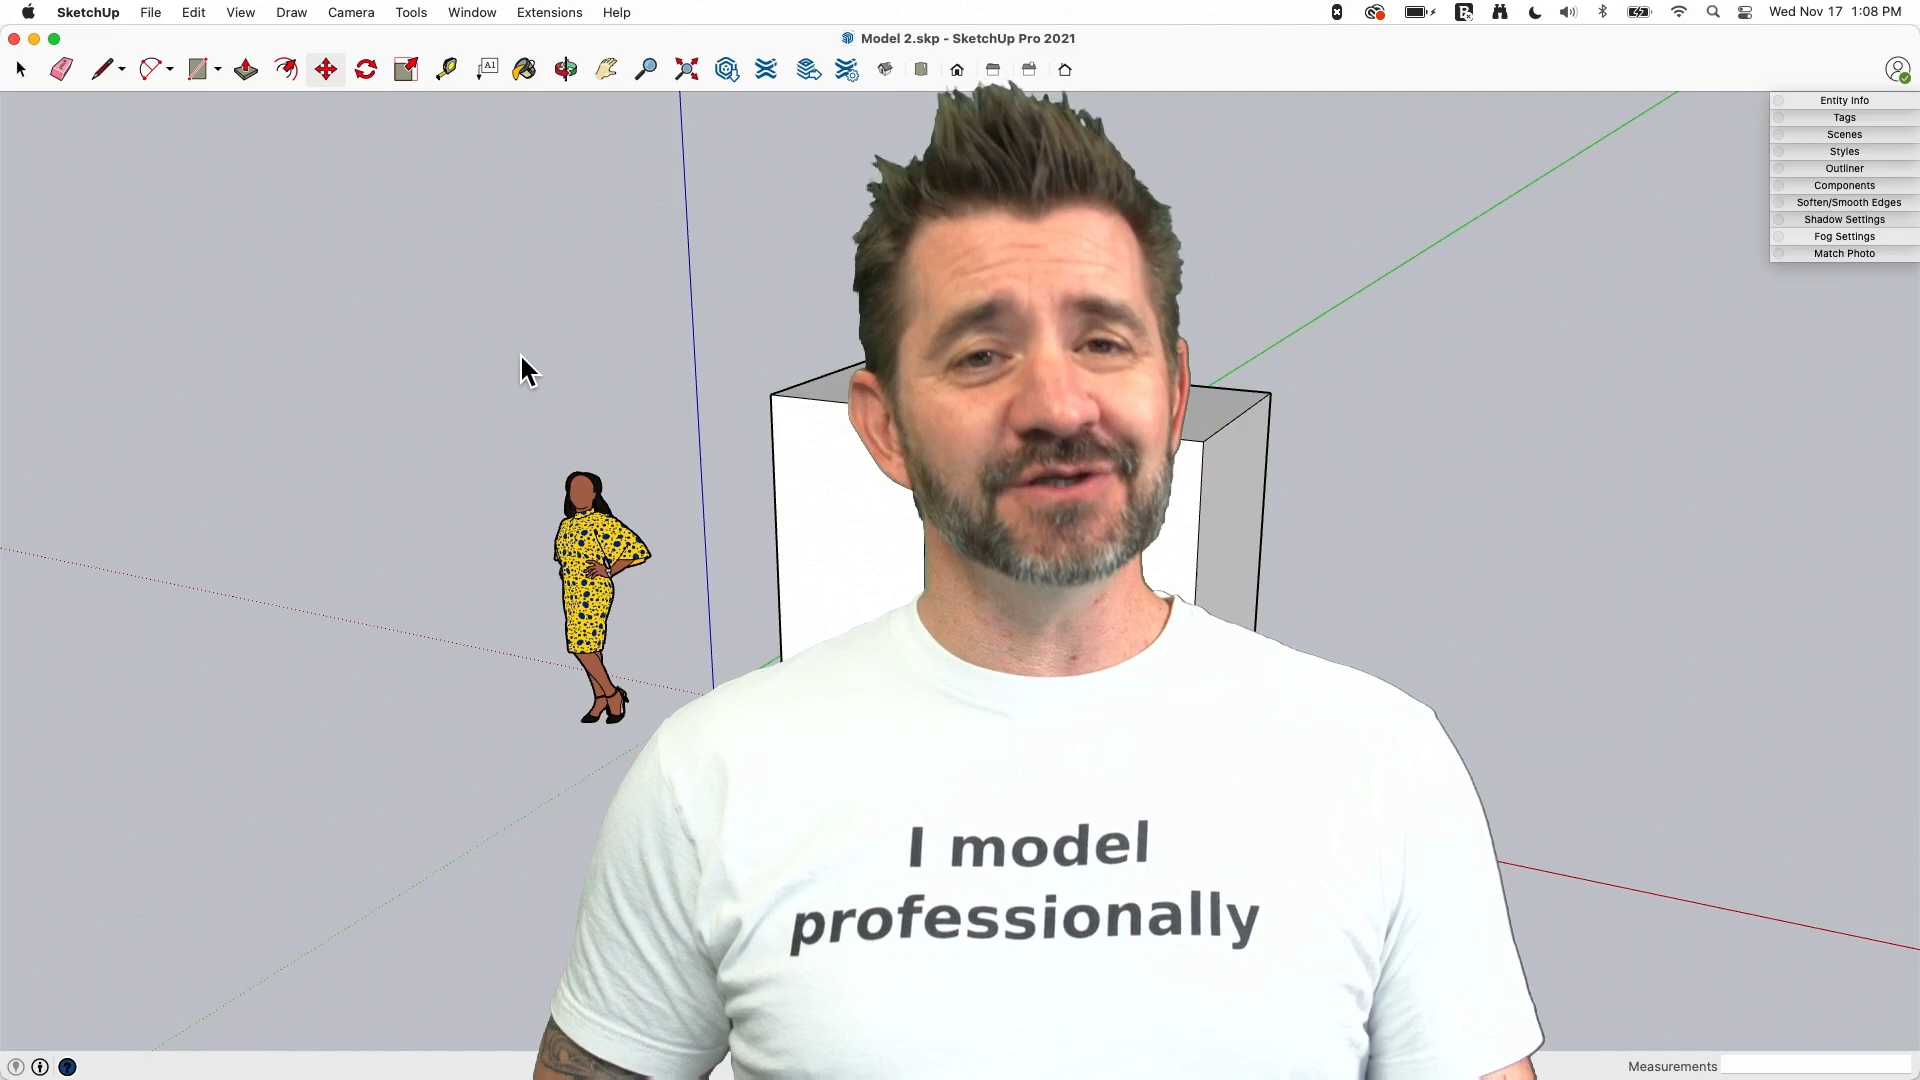 SketchUp File Edit View Draw Camera Tools Window Extensions Help Wed Nov 17 1:08 PM
Model 2.skp - SketchUp Pro 2021
A1
Entity Info
Tags
Scenes
Styles
Outliner
Components
Soften/Smooth Edges
Shadow Settings
Fog Settings
Match Photo
I model
professionally
Measurements